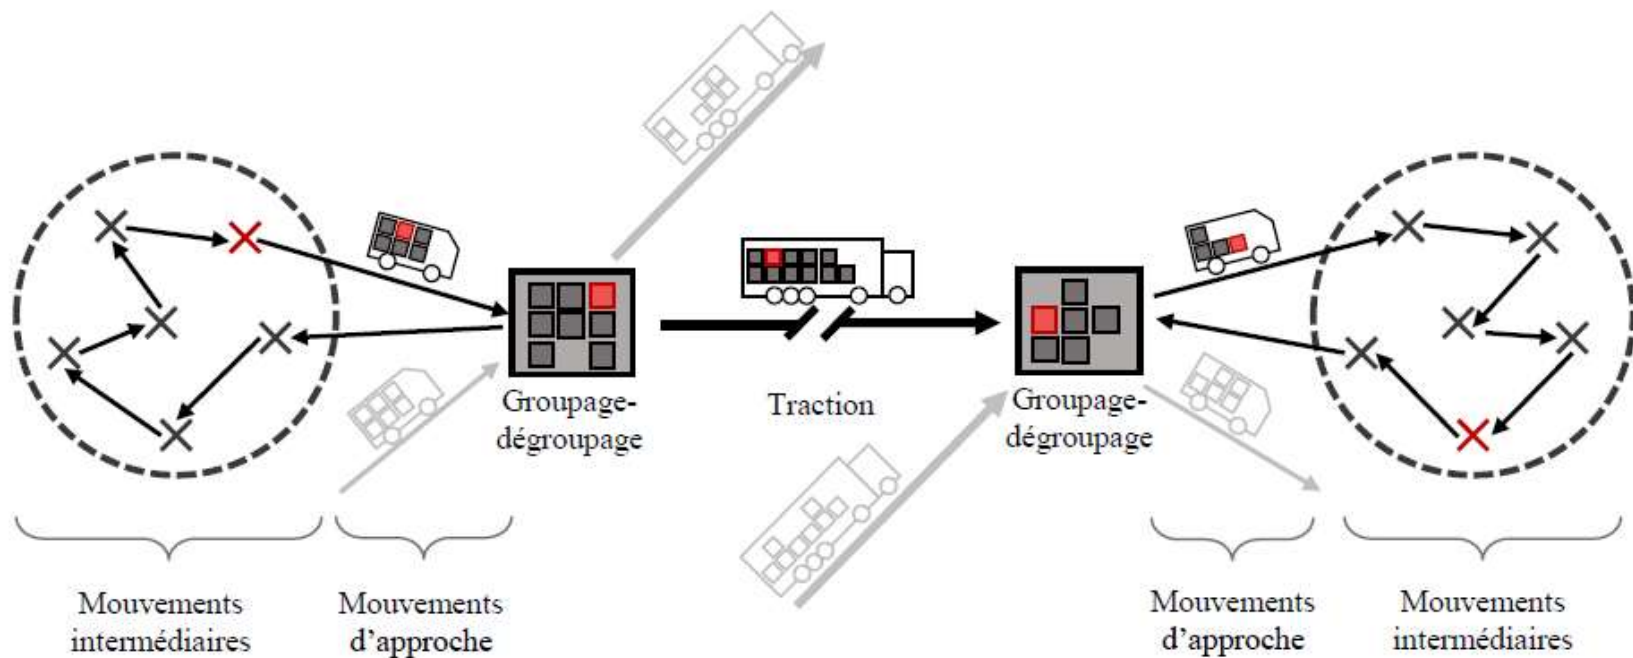 Groupage-
dégroupage
Traction
Groupage-
dégroupage
Mouvements
intermédiaires
Mouvements
d'approche
Mouvements
d'approche
Mouvements
intermédiaires